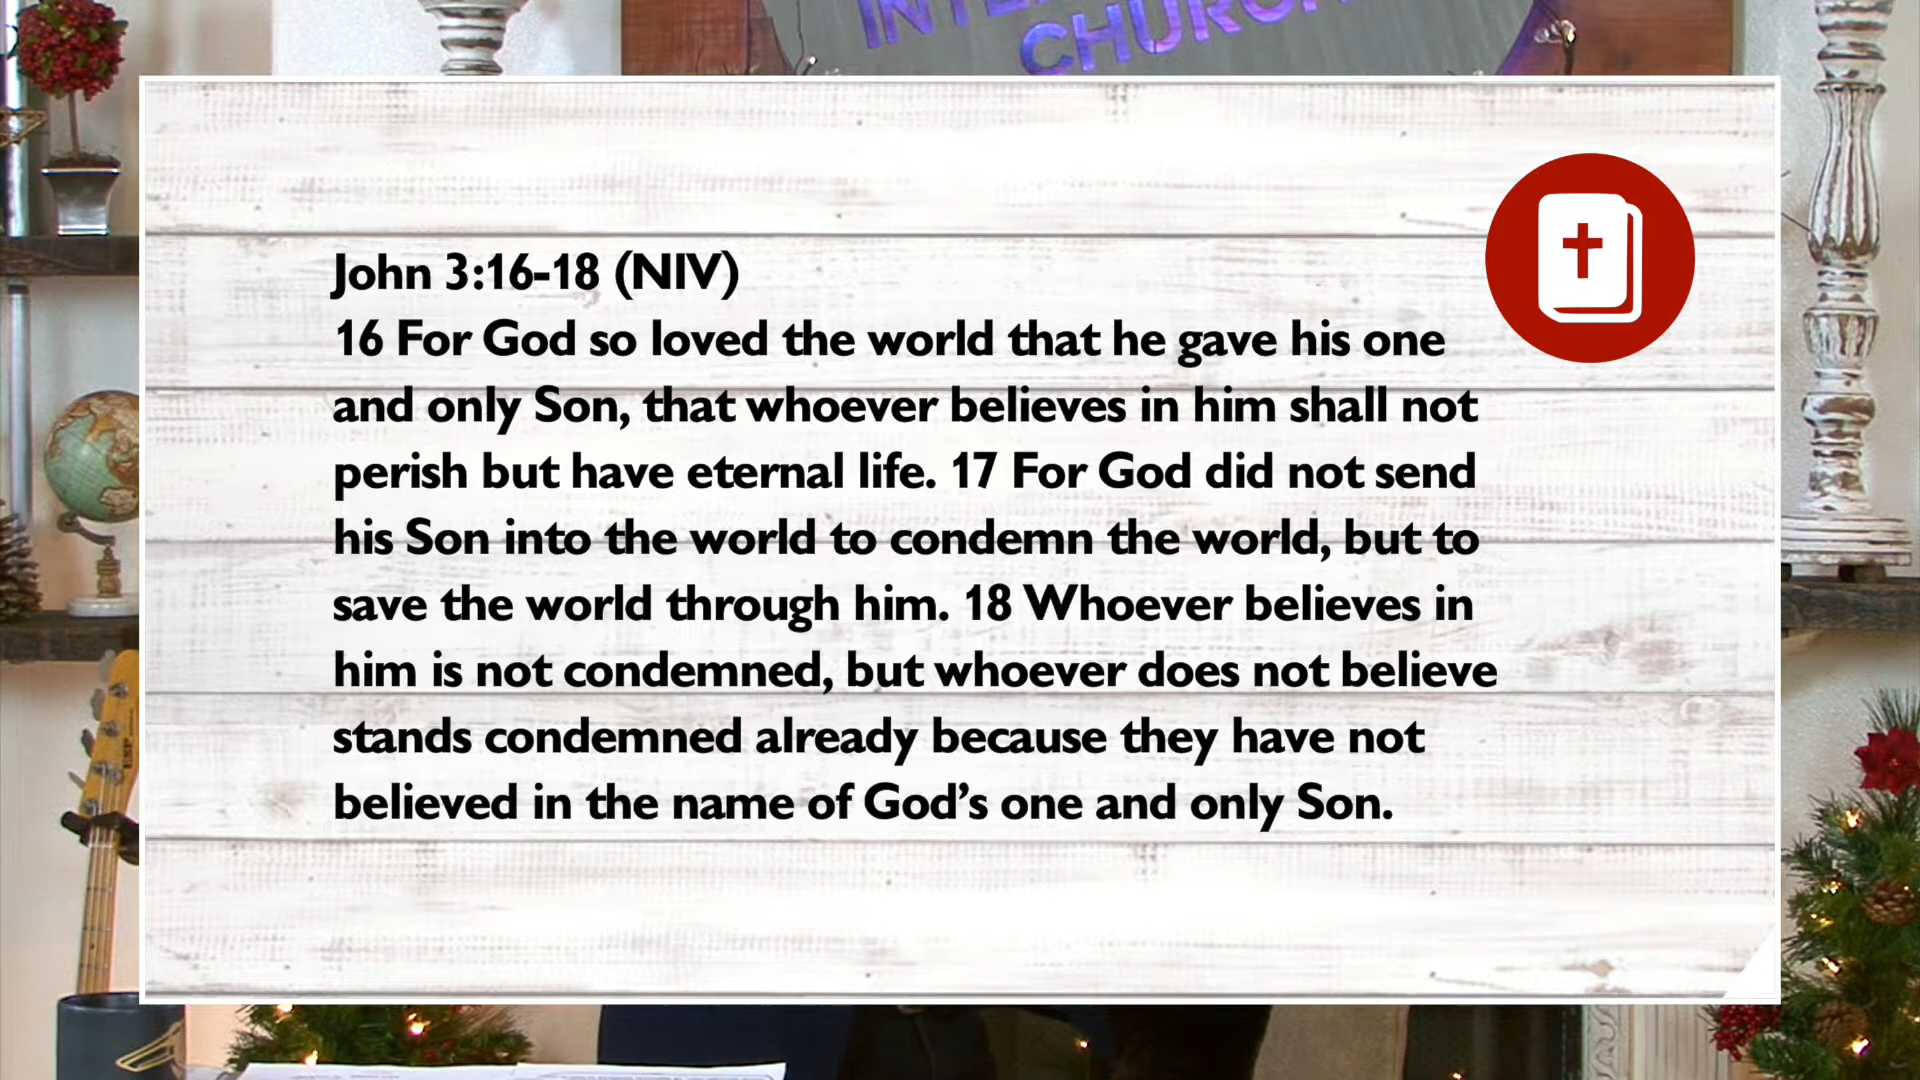 CHURCH
John 3:16-18 (NIV)
16 For God so loved the world that he gave his one
and only Son, that whoever believes in him shall not
perish but have eternal life. 17 For God did not send
his Son into the world to condemn the world, but to
save the world through him. 18 Whoever believes in
him is not condemned, but whoever does not believe
stands condemned already because they have not
believed in the name of God’s one and only Son.